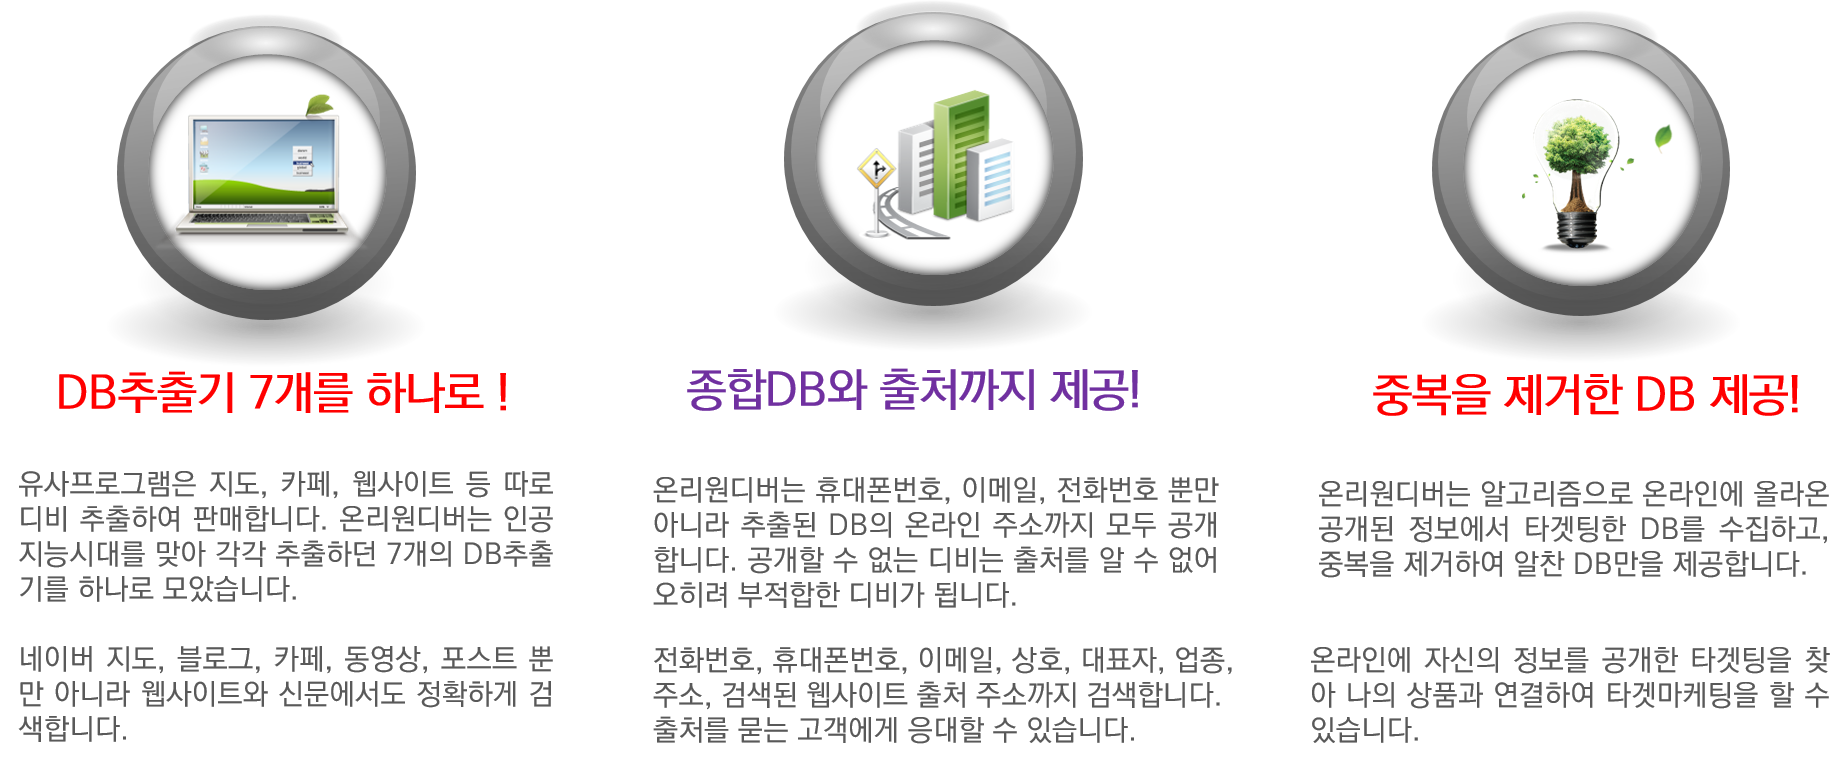 DB추출기 7개를 하나로 !
유사프로그램은 지도, 카페, 웹사이트 등 따로
디비 추출하여 판매합니다. 온리원디버는 인공
지능시대를 맞아 각각 추출하던 7개의 DB추출
기를 하나로 모았습니다.
네이버 지도, 블로그, 카페, 동영상, 포스트 뿐
만 아니라 웹사이트와 신문에서도 정확하게 검
색합니다.
종합DB와 출처까지 제공!
온리원디버는 휴대폰번호, 이메일, 전화번호 뿐만
아니라 추출된 DB의 온라인 주소까지 모두 공개
합니다. 공개할 수 없는 디비는 출처를 알 수 없어
오히려 부적합한 디비가 됩니다.
전화번호, 휴대폰번호, 이메일, 상호, 대표자, 업종,
주소, 검색된 웹사이트 출처 주소까지 검색합니다.
출처를 묻는 고객에게 응대할 수 있습니다.
중복을 제거한 DB 제공!
온리원디버는 알고리즘으로 온라인에 올라온
공개된 정보에서 타겟팅한 DB를 수집하고,
중복을 제거하여 알찬 DB만을 제공합니다.
온라인에 자신의 정보를 공개한 타겟팅을 찾
아 나의 상품과 연결하여 타겟마케팅을 할 수
있습니다.